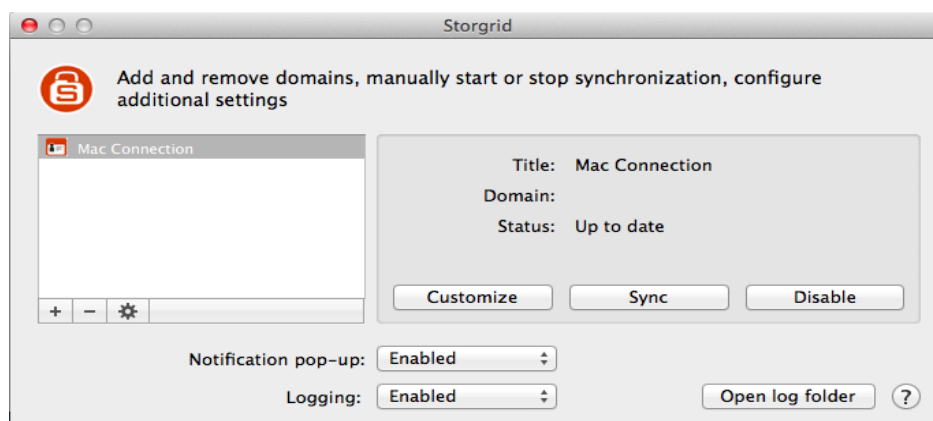 Storgrid
Add and remove domains, manually start or stop synchronization, configure
additional settings
Mac Connection
Title: Mac Connection
Domain:
Status: Up to date
Customize Sync Disable
+ −
Notification pop-up: Enabled
Logging: Enabled Open log folder ?